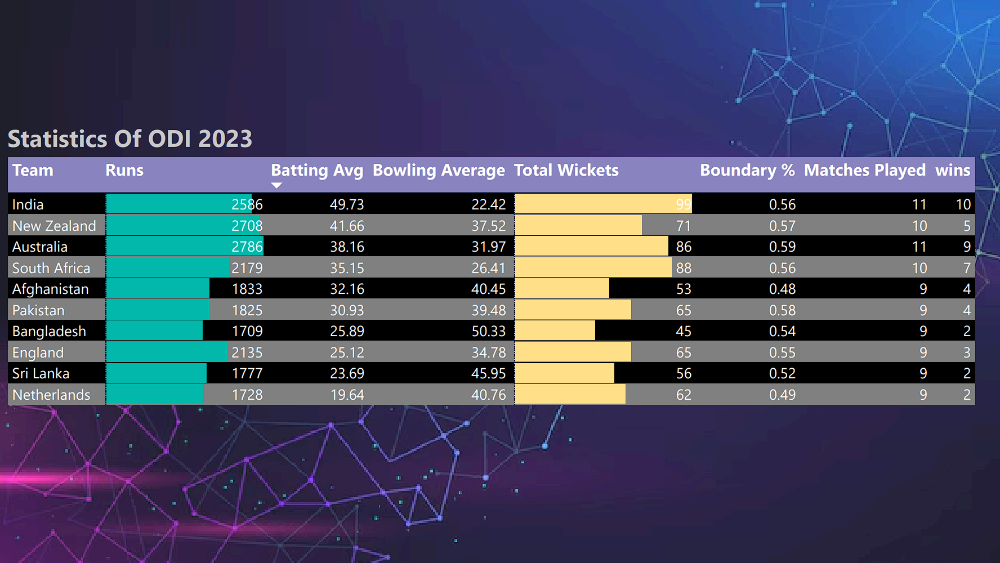 Statistics Of ODI 2023
Team Runs Batting Avg Bowling Average Total Wickets Boundary % Matches Played wins
India 2586 49.73 22.42 99 0.56 11 10
New Zealand 2708 41.66 37.52 71 0.57 10 5
Australia 2786 38.16 31.97 86 0.59 11 9
South Africa 2179 35.15 26.41 88 0.56 10 7
Afghanistan 1833 32.16 40.45 53 0.48 9 4
Pakistan 1825 30.93 39.48 65 0.58 9 4
Bangladesh 1709 25.89 50.33 45 0.54 9 2
England 2135 25.12 34.78 65 0.55 9 3
Sri Lanka 1777 23.69 45.95 56 0.52 9 2
Netherlands 1728 19.64 40.76 62 0.49 9 2